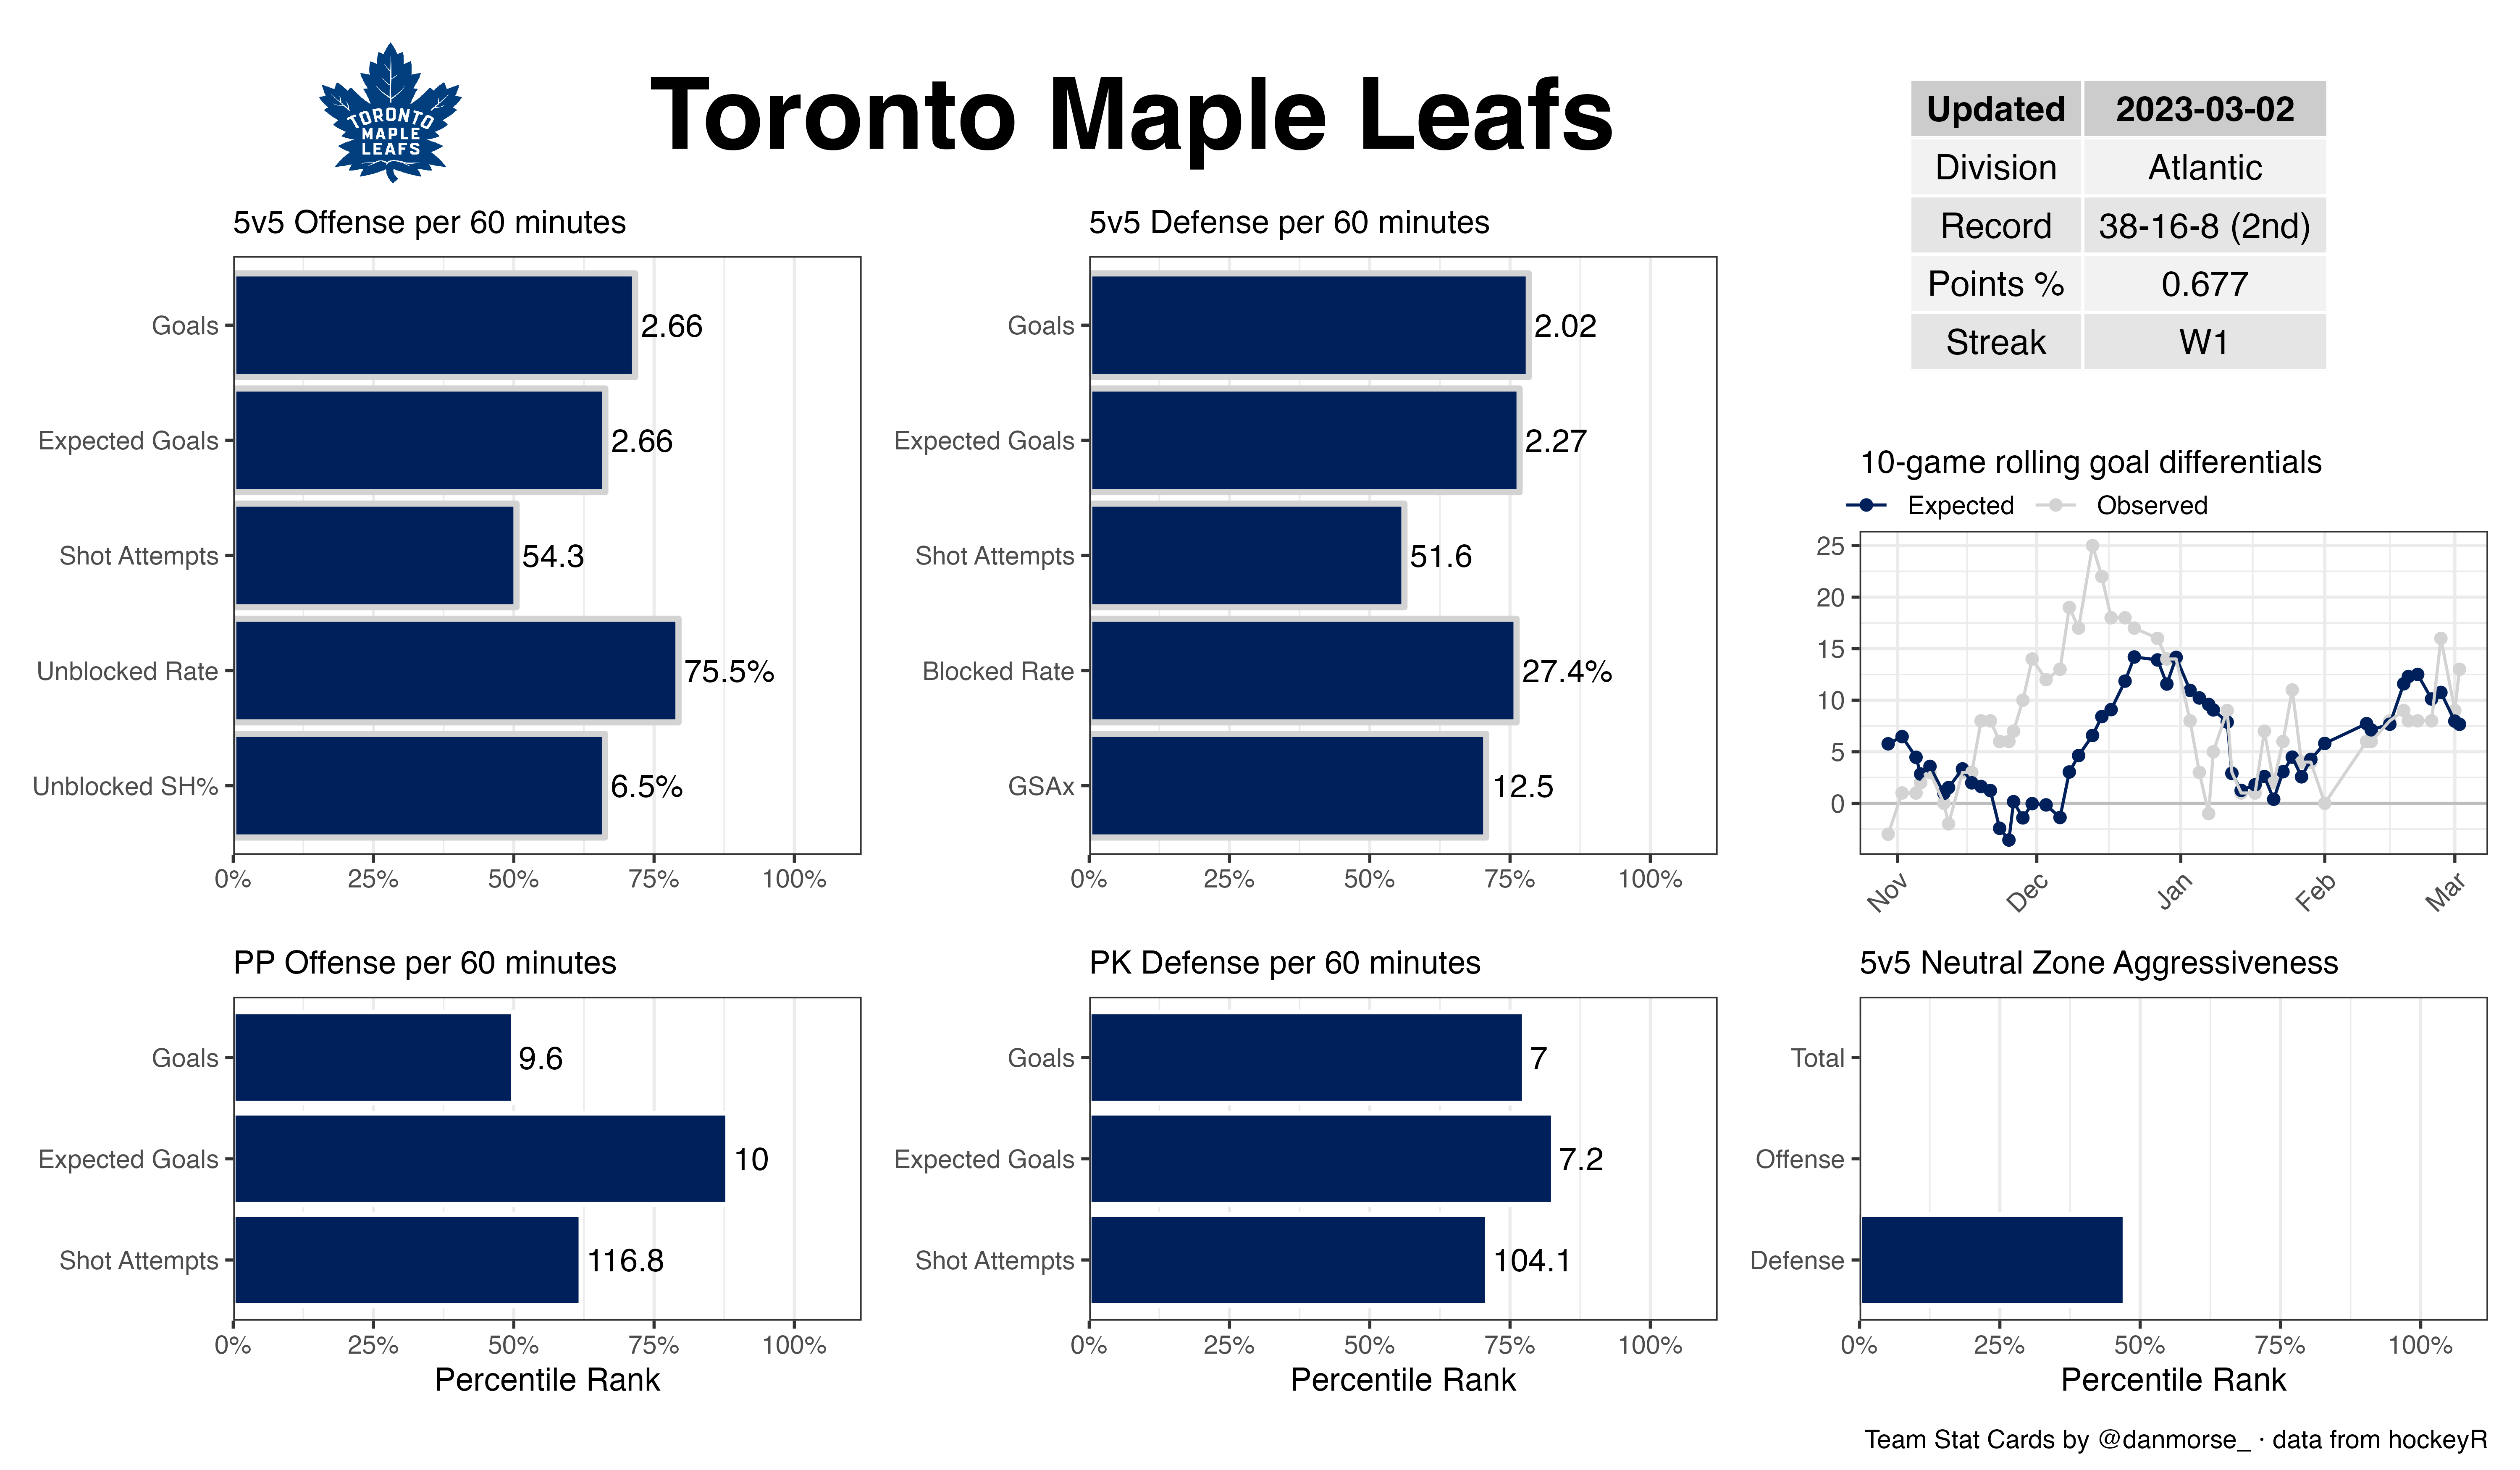 TORONTO
MAPLE
LEAFS
Toronto Maple Leafs
Updated 2023-03-02
Division Atlantic
Record 38-16-8 (2nd)
Points % 0.677
Streak W1
5v5 Offense per 60 minutes
Goals 2.66
Expected Goals 2.66
Shot Attempts 54.3
Unblocked Rate 75.5%
Unblocked SH% 6.5%
0% 25% 50% 75% 100%
5v5 Defense per 60 minutes
Goals 2.02
Expected Goals 2.27
Shot Attempts 51.6
Blocked Rate 27.4%
GSAx 12.5
0% 25% 50% 75% 100%
10-game rolling goal differentials
Expected Observed
25
20
15
10
5
0
Nov Dec Jan Feb Mar
PP Offense per 60 minutes
Goals 9.6
Expected Goals 10
Shot Attempts 116.8
0% 25% 50% 75% 100%
Percentile Rank
PK Defense per 60 minutes
Goals 7
Expected Goals 7.2
Shot Attempts 104.1
0% 25% 50% 75% 100%
Percentile Rank
5v5 Neutral Zone Aggressiveness
Total
Offense
Defense
0% 25% 50% 75% 100%
Percentile Rank
Team Stat Cards by @danmorse_ · data from hockeyR